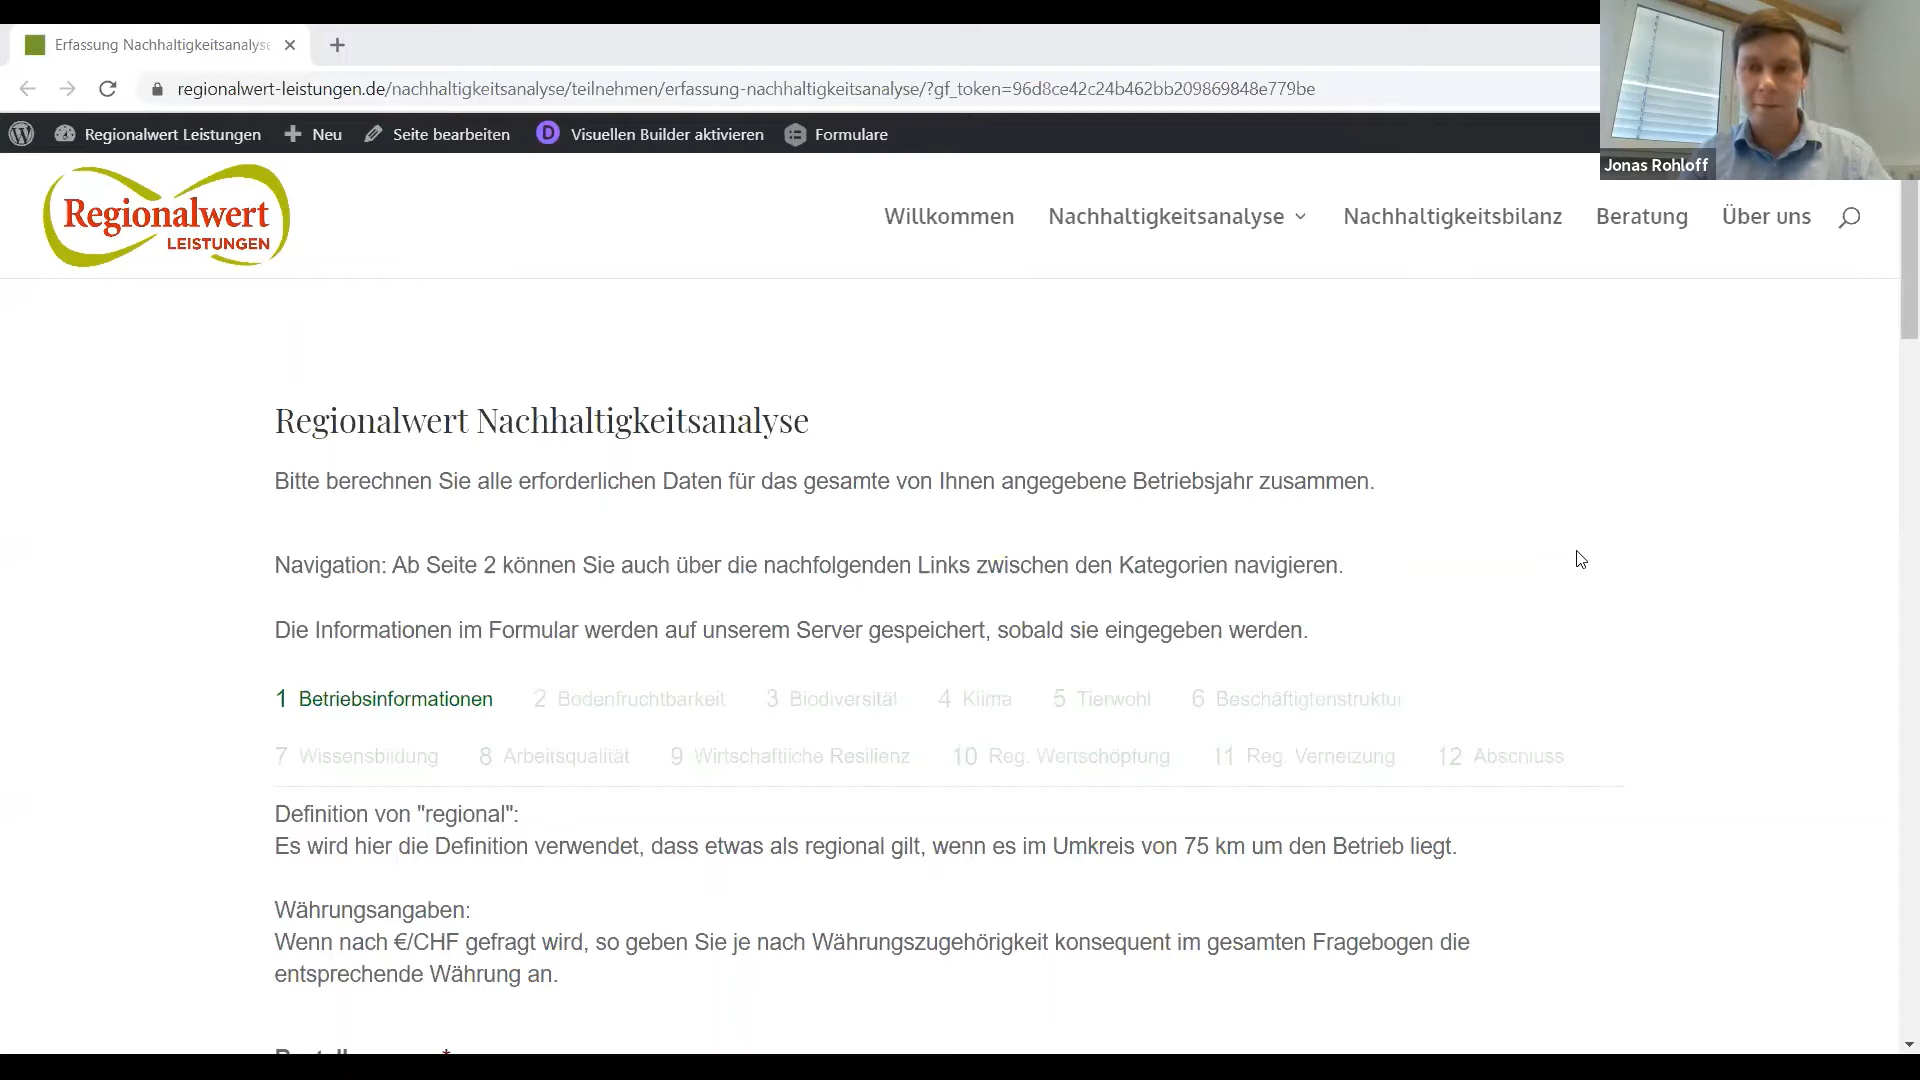 Erfassung Nachhaltigkeitsanalyse
regionalwert-leistungen.de/nachhaltigkeitsanalyse/teilnehmen/erfassung-nachhaltigkeitsanalyse/?gf_token=96d8ce42c24b462bb209869848e779be
Regionalwert Leistungen Neu Seite bearbeiten D Visuellen Builder aktivieren Formulare
Jonas Rohloff
Regionalwert
LEISTUNGEN
Willkommen Nachhaltigkeitsanalyse Nachhaltigkeitsbilanz Beratung Über uns
Regionalwert Nachhaltigkeitsanalyse
Bitte berechnen Sie alle erforderlichen Daten für das gesamte von Ihnen angegebene Betriebsjahr zusammen.
Navigation: Ab Seite 2 können Sie auch über die nachfolgenden Links zwischen den Kategorien navigieren.
Die Informationen im Formular werden auf unserem Server gespeichert, sobald sie eingegeben werden.
1 Betriebsinformationen 2 Bodenfruchtbarkeit 3 Biodiversität 4 Klima 5 Tierwohl 6 Beschäftigtenstruktur
7 Wissensbildung 8 Arbeitsqualität 9 Wirtschaftliche Resilienz 10 Reg. Wertschöpfung 11 Reg. Vernetzung 12 Abschluss
Definition von "regional":
Es wird hier die Definition verwendet, dass etwas als regional gilt, wenn es im Umkreis von 75 km um den Betrieb liegt.
Währungsangaben:
Wenn nach €/CHF gefragt wird, so geben Sie je nach Währungszugehörigkeit konsequent im gesamten Fragebogen die
entsprechende Währung an.